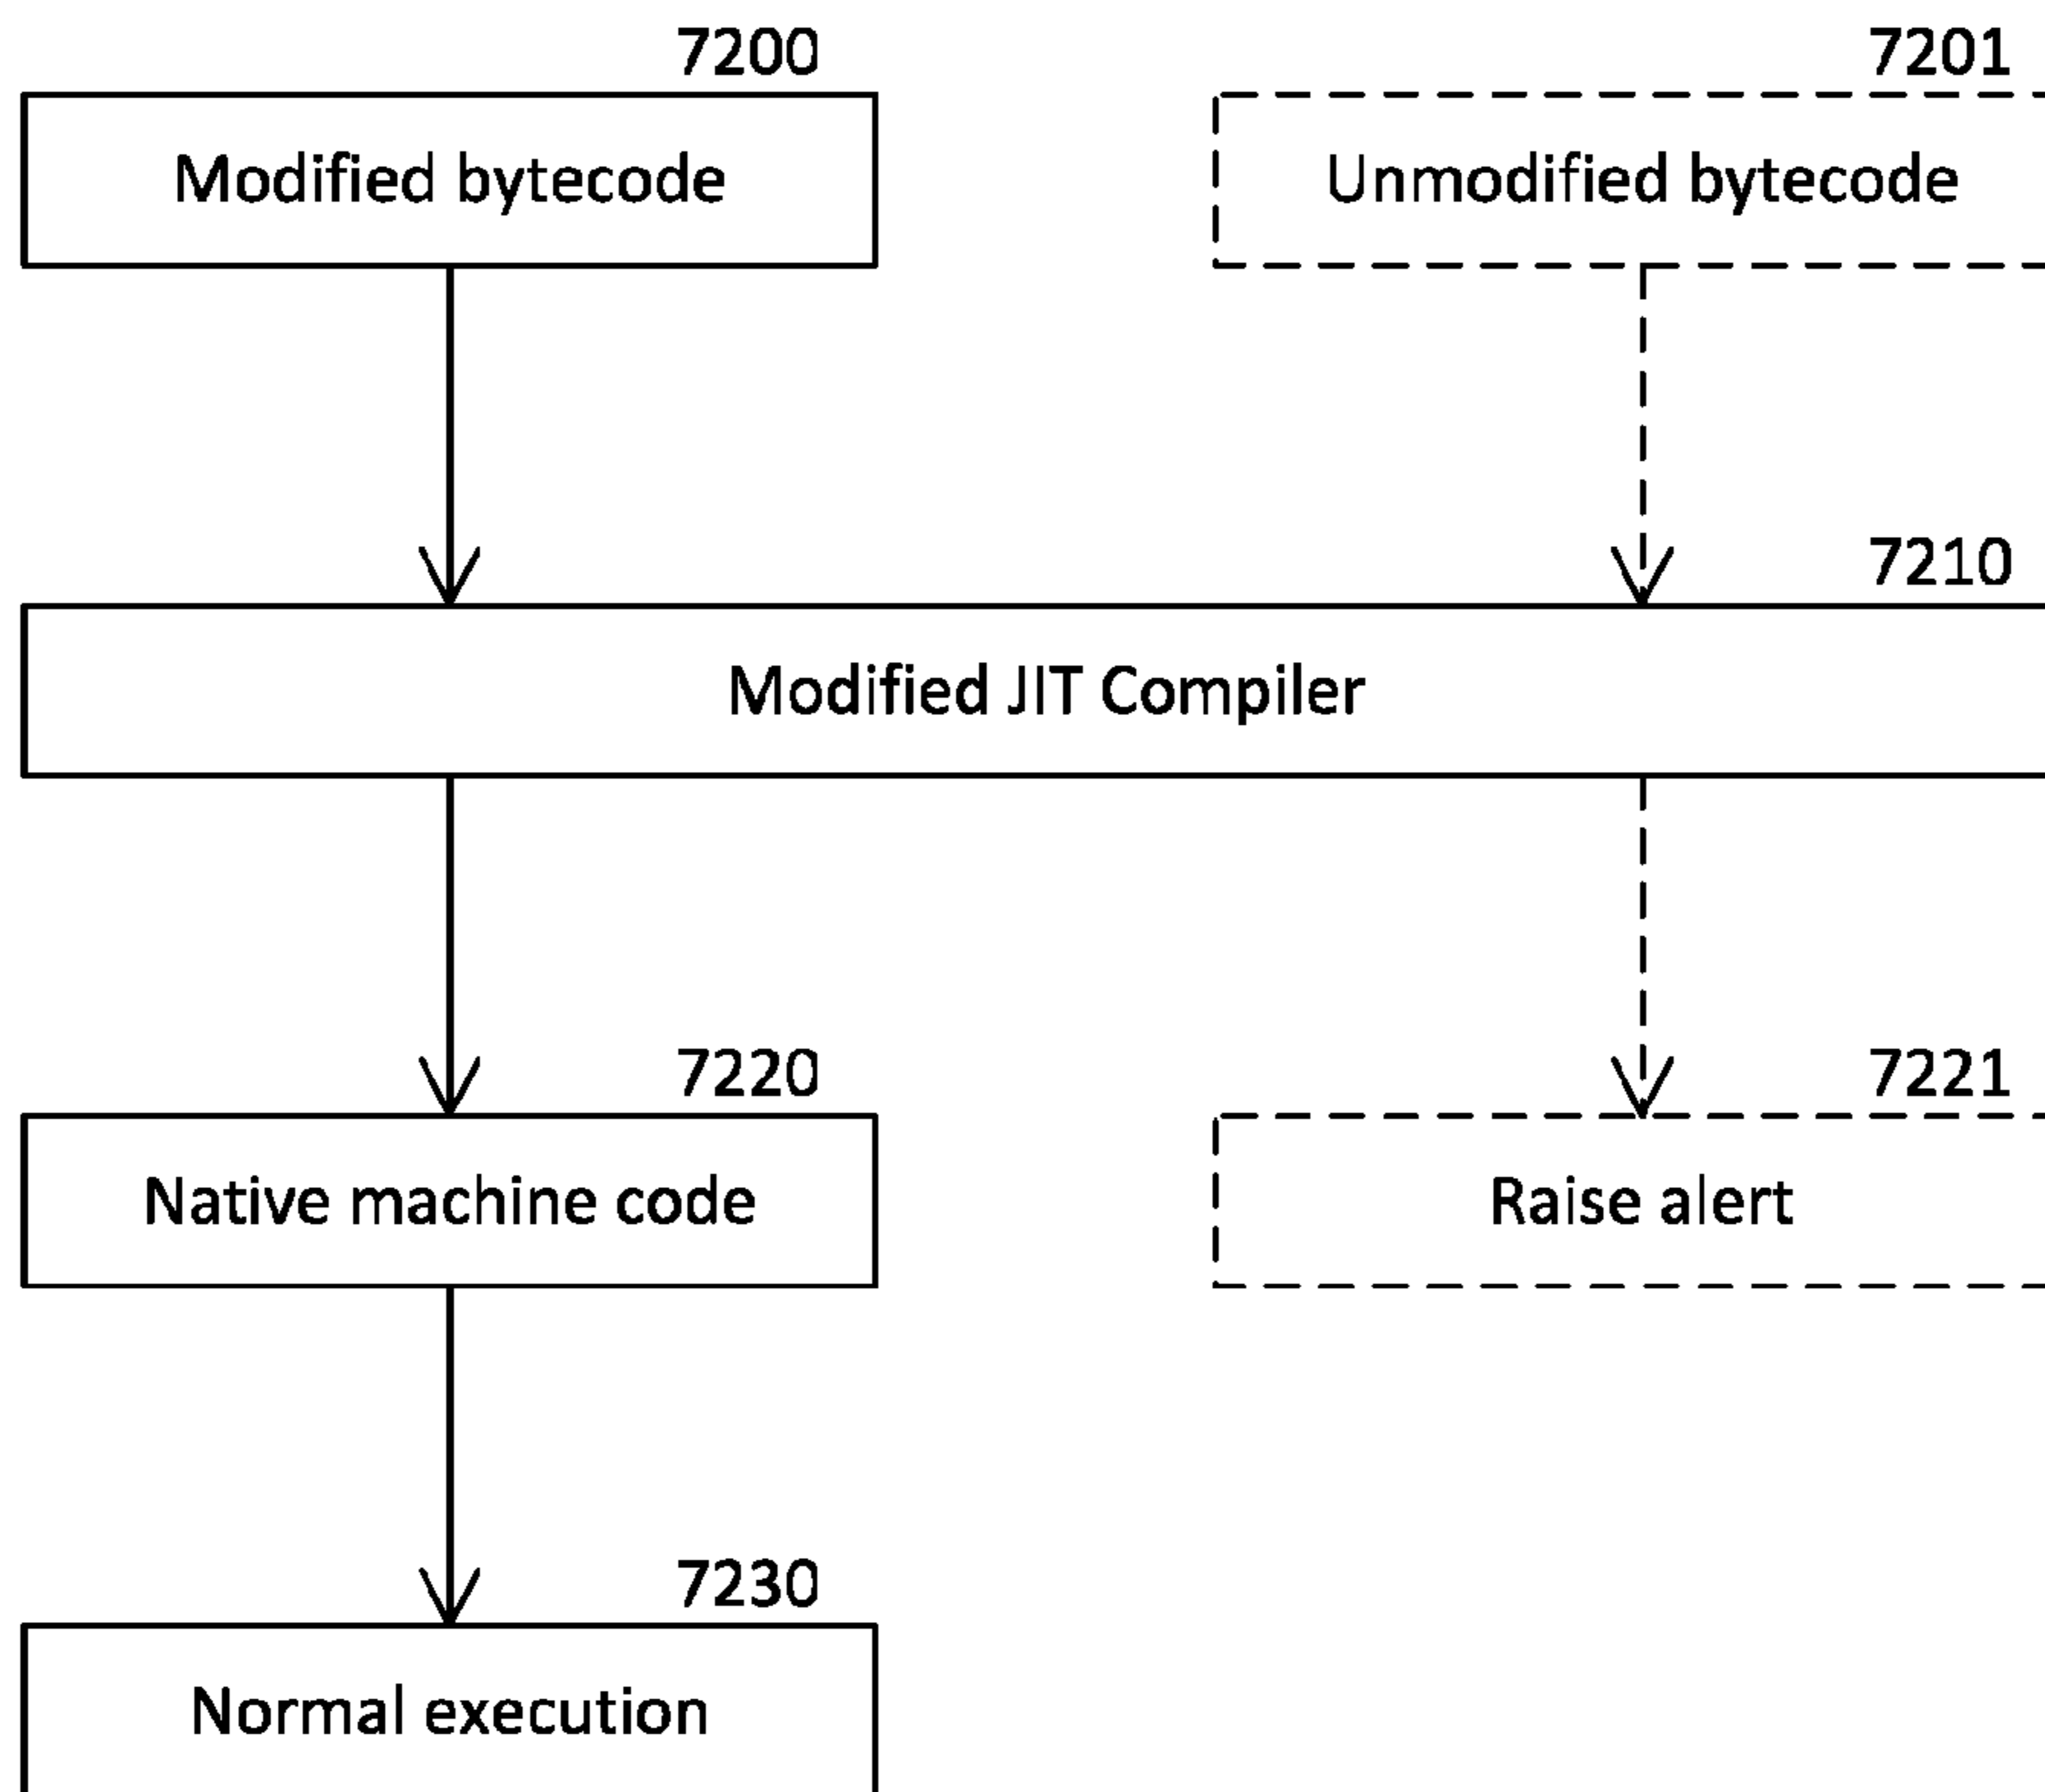 7200
7201
Modified bytecode
Unmodified bytecode
7210
Modified JIT Compiler
7220
7221
Native machine code
Raise alert
7230
Normal execution